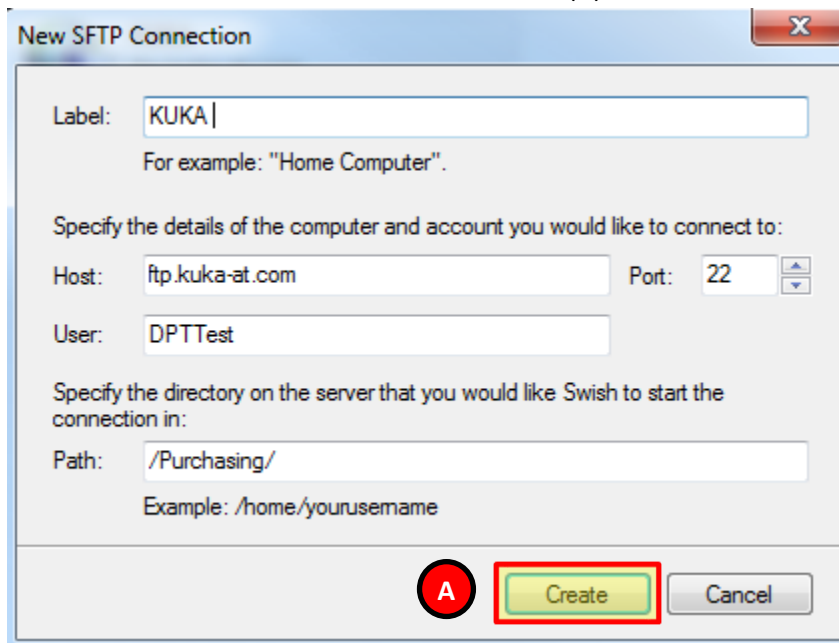 New SFTP Connection
Label: KUKA
For example: "Home Computer".
Specify the details of the computer and account you would like to connect to:
Host: ftp.kuka-at.com Port: 22
User: DPTTest
Specify the directory on the server that you would like Swish to start the
connection in:
Path: /Purchasing/
Example: /home/yourusername
A Create Cancel